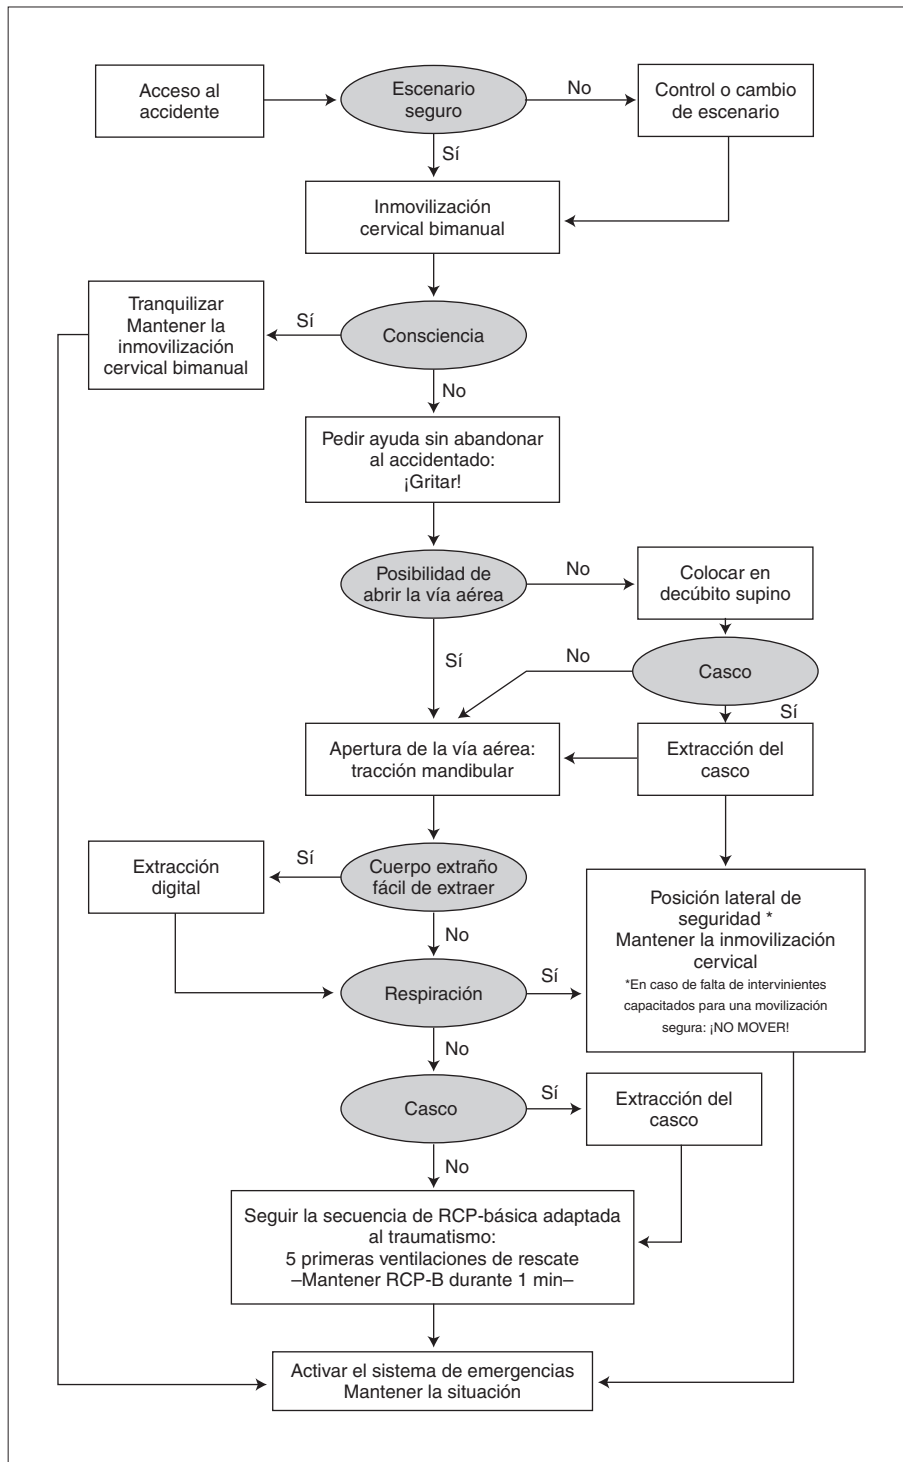 Acceso al
accidente
Escenario
seguro
No
Control o cambio
de escenario
Sí
Inmovilización
cervical bimanual
Tranquilizar
Mantener la
inmovilización
cervical bimanual
Sí
Consciencia
No
Pedir ayuda sin abandonar
al accidentado:
¡Gritar!
Posibilidad de
abrir la vía aérea
No
Colocar en
decúbito supino
Sí
No
Casco
Sí
Apertura de la vía aérea:
tracción mandibular
Extracción del
casco
Extracción
digital
Sí
Cuerpo extraño
fácil de extraer
No
Posición lateral de
seguridad *
Mantener la inmovilización
cervical
*En caso de falta de intervinientes
capacitados para una movilización
segura: ¡NO MOVER!
Respiración
Sí
No
Casco
Sí
Extracción del
casco
No
Seguir la secuencia de RCP-básica adaptada
al traumatismo:
5 primeras ventilaciones de rescate
–Mantener RCP-B durante 1 min–
Activar el sistema de emergencias
Mantener la situación